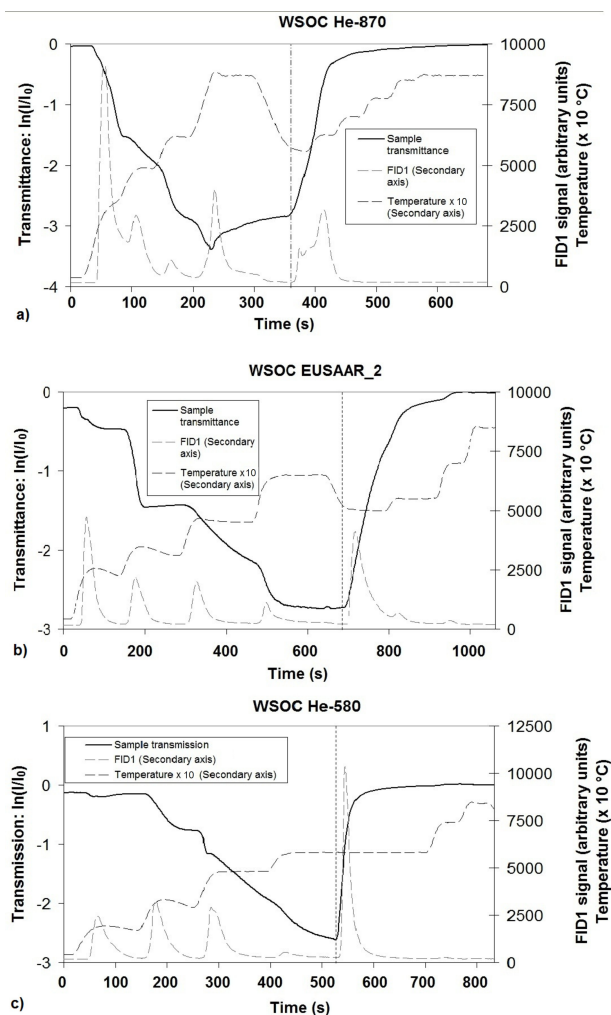 WSOC He-870
0
-1
-2
-3
-4
Transmittance: ln(I/I₀)
0
100
200
300
400
500
600
Time (s)
10000
7500
5000
2500
0
FID1 signal (arbitrary units)
Temperature (x 10 °C)
Sample
transmittance
FID1 (Secondary
axis)
Temperature x 10
(Secondary axis)
a)
WSOC EUSAAR_2
0
-1
-2
-3
Transmittance: ln(I/I₀)
0
200
400
600
800
1000
Time (s)
10000
7500
5000
2500
0
FID1 signal (arbitrary units)
Temperature (x 10 °C)
Sample
transmittance
FID1 (Secondary
axis)
Temperature x10
(Secondary axis)
b)
WSOC He-580
1
0
-1
-2
-3
Transmission: ln(I/I₀)
0
100
200
300
400
500
600
700
800
Time (s)
12500
10000
7500
5000
2500
0
FID1 signal (arbitrary units)
Temperature (x 10 °C)
Sample transmission
FID1 (Secondary axis)
Temperature x 10 (Secondary axis)
c)